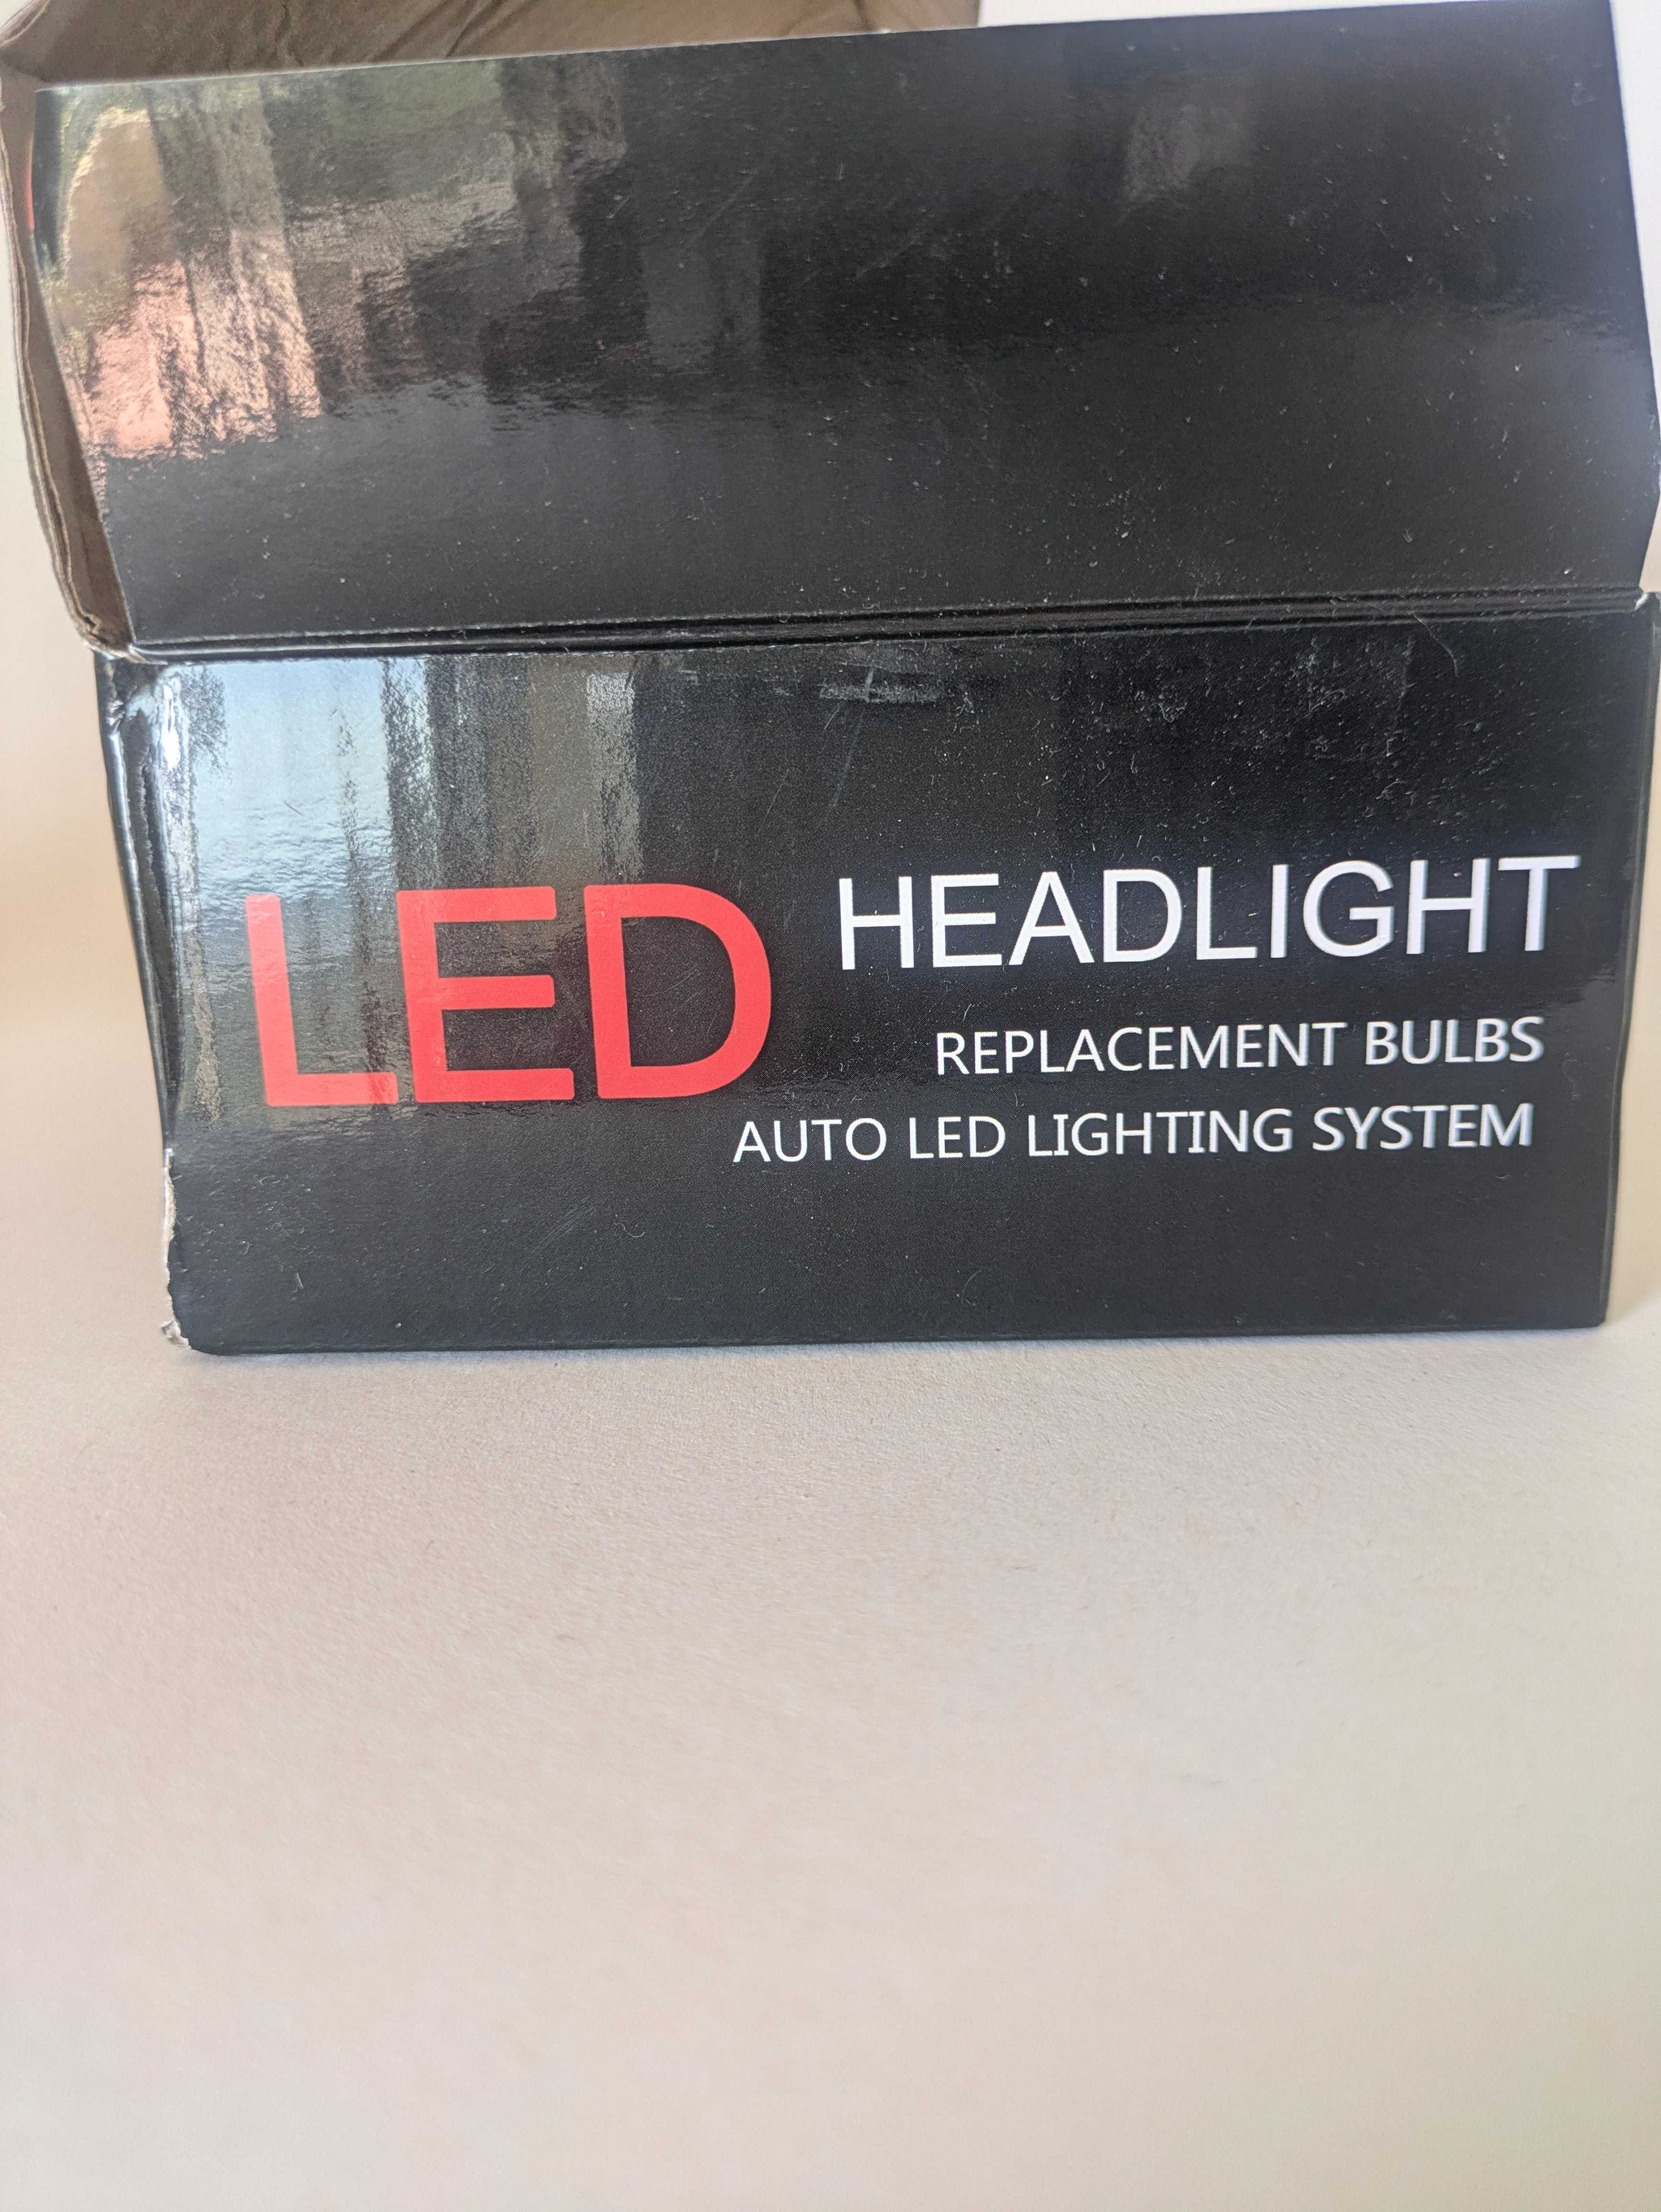 LED HEADLIGHT
REPLACEMENT BULBS
AUTO LED LIGHTING SYSTEM